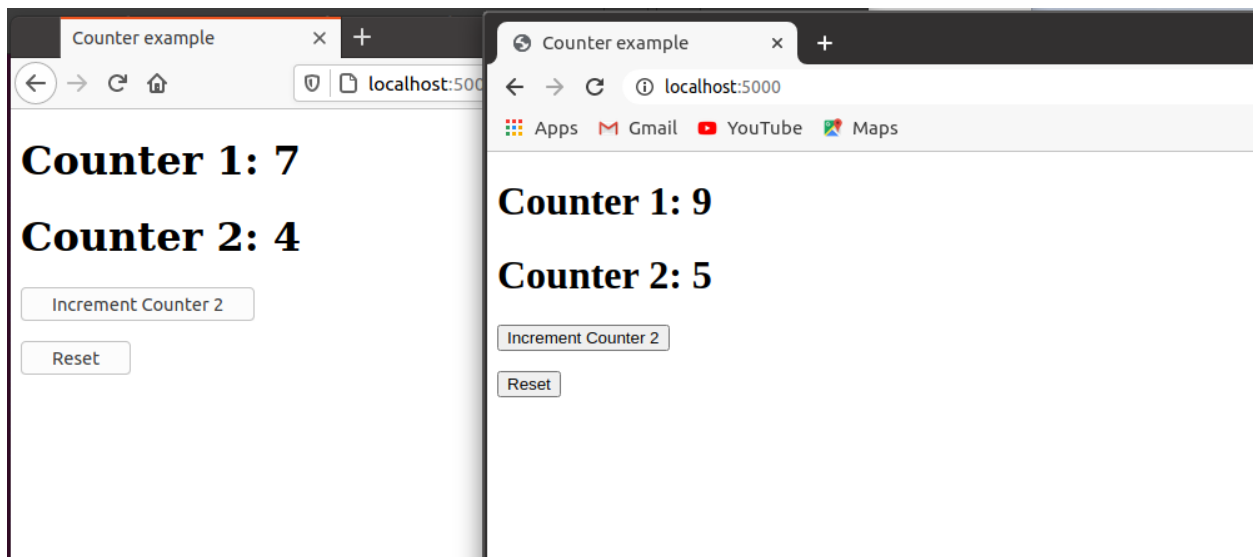 Counter example
localhost:500
Counter 1: 7
Counter 2: 4
Increment Counter 2
Reset
Counter example
localhost:5000
Apps Gmail YouTube Maps
Counter 1: 9
Counter 2: 5
Increment Counter 2
Reset